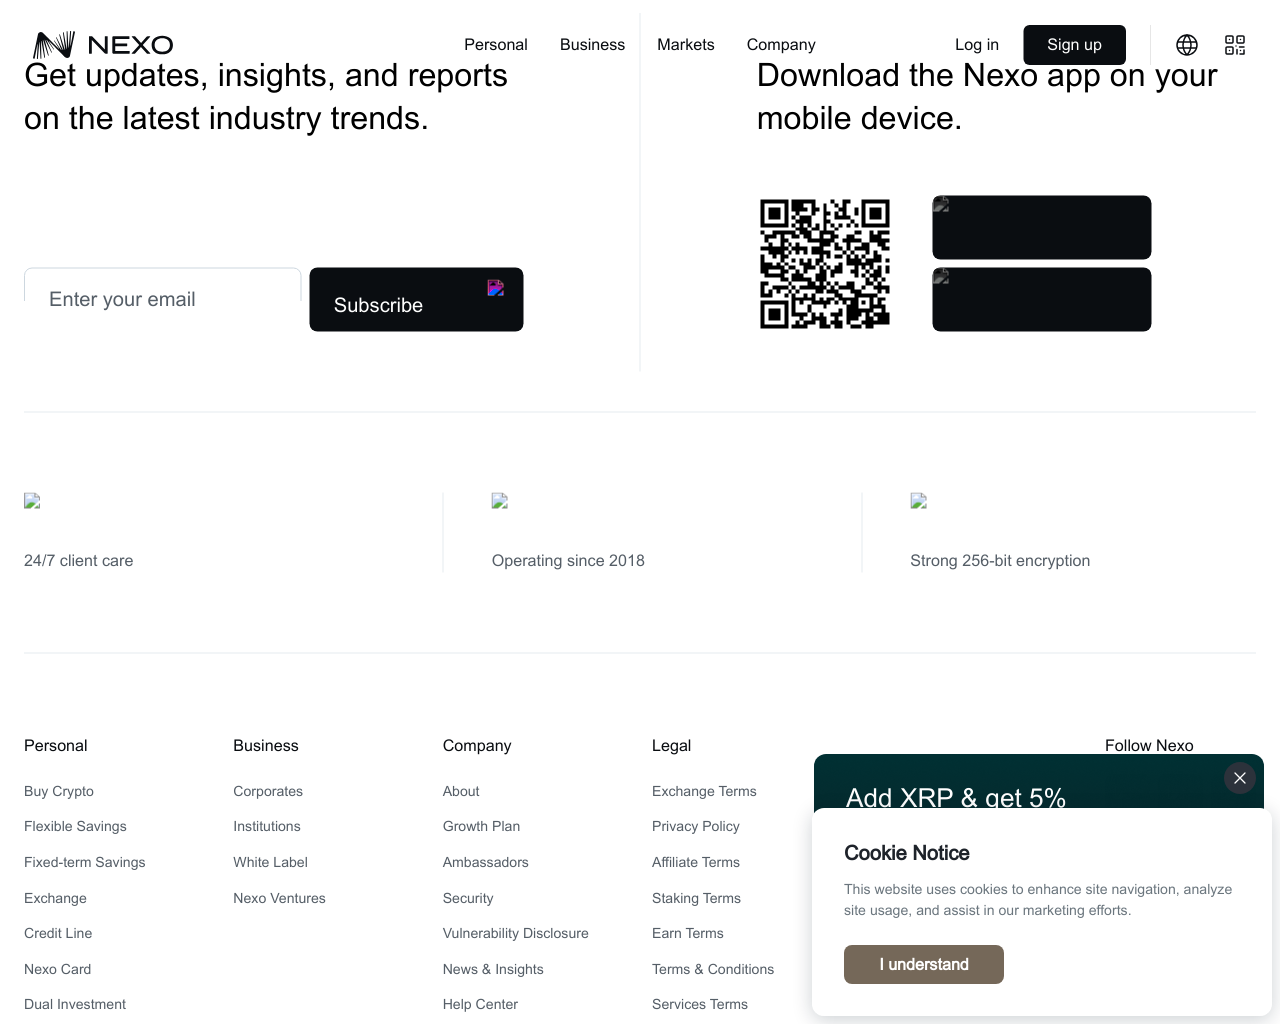 NEXO
Personal
Business
Markets
Company
Log in
Sign up
Get updates, insights, and reports
on the latest industry trends.
Download the Nexo app on your
mobile device.
Enter your email
Subscribe
24/7 client care
Operating since 2018
Strong 256-bit encryption
Personal
Buy Crypto
Flexible Savings
Fixed-term Savings
Exchange
Credit Line
Nexo Card
Dual Investment
Business
Corporates
Institutions
White Label
Nexo Ventures
Company
About
Growth Plan
Ambassadors
Security
Vulnerability Disclosure
News & Insights
Help Center
Legal
Exchange Terms
Privacy Policy
Affiliate Terms
Staking Terms
Earn Terms
Terms & Conditions
Services Terms
Follow Nexo
Add XRP & get 5%
Cookie Notice
This website uses cookies to enhance site navigation, analyze
site usage, and assist in our marketing efforts.
I understand